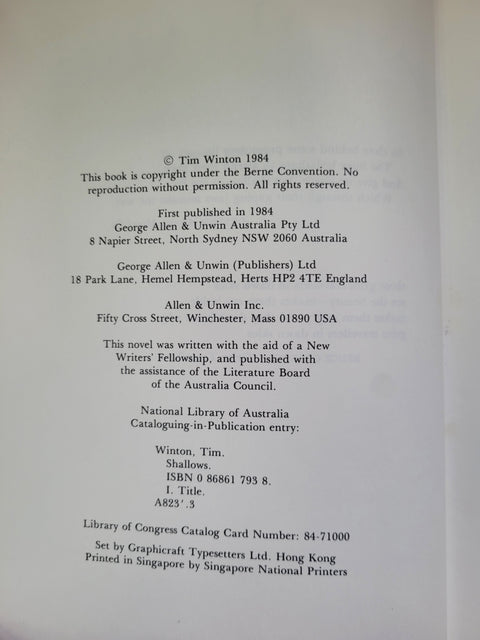 © Tim Winton 1984
This book is copyright under the Berne Convention. No
reproduction without permission. All rights reserved.
First published in 1984
George Allen & Unwin Australia Pty Ltd
8 Napier Street, North Sydney NSW 2060 Australia
George Allen & Unwin (Publishers) Ltd
18 Park Lane, Hemel Hempstead, Herts HP2 4TE England
Allen & Unwin Inc.
Fifty Cross Street, Winchester, Mass 01890 USA
This novel was written with the aid of a New
Writers' Fellowship, and published with
the assistance of the Literature Board
of the Australia Council.
National Library of Australia
Cataloguing-in-Publication entry:
Winton, Tim.
Shallows.
ISBN 0 86861 793 8.
I. Title.
A823'.3
Library of Congress Catalog Card Number: 84-71000
Set by Graphicraft Typesetters Ltd. Hong Kong
Printed in Singapore by Singapore National Printers